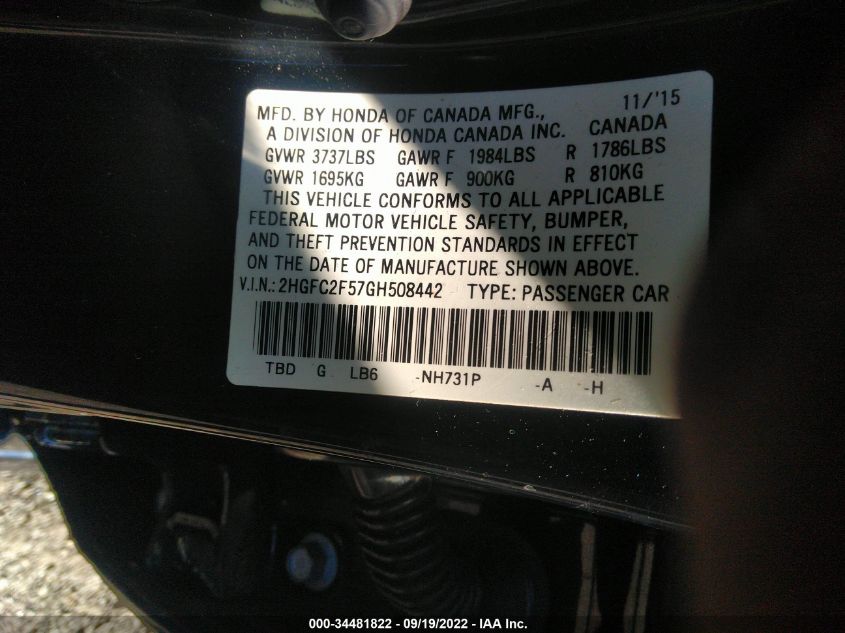 11/'15
MFD. BY HONDA OF CANADA MFG.,
A DIVISION OF HONDA CANADA INC. CANADA
GVWR 3737LBS GAWR F 1984LBS R 1786LBS
GVWR 1695KG GAWR F 900KG R 810KG
THIS VEHICLE CONFORMS TO ALL APPLICABLE
FEDERAL MOTOR VEHICLE SAFETY, BUMPER,
AND THEFT PREVENTION STANDARDS IN EFFECT
ON THE DATE OF MANUFACTURE SHOWN ABOVE.
V.I.N.: 2HGFC2F57GH508442 TYPE: PASSENGER CAR
TBD G LB6 -NH731P -A -H
000-34481822 - 09/19/2022 - IAA Inc.